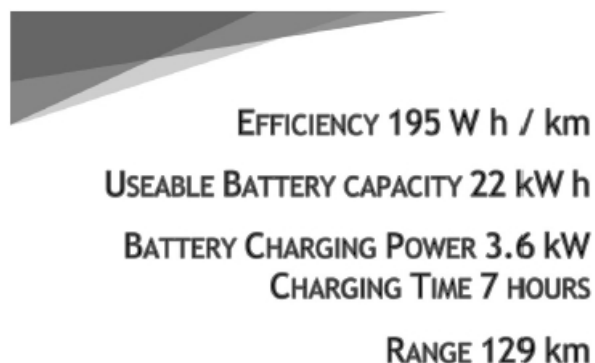 EFFICIENCY 195 W h / km
USEABLE BATTERY CAPACITY 22 kW h
BATTERY CHARGING POWER 3.6 kW
CHARGING TIME 7 HOURS
RANGE 129 km